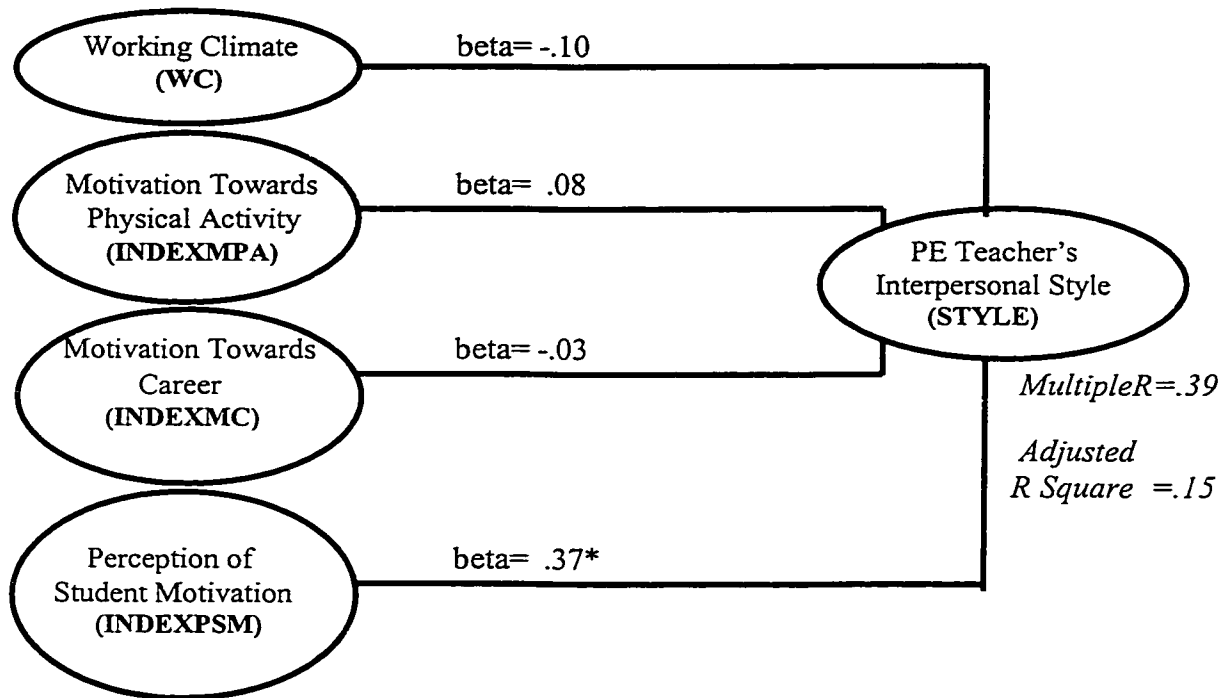 Working Climate
(WC)
beta= -.10
Motivation Towards
Physical Activity
(INDEXMPA)
beta= .08
Motivation Towards
Career
(INDEXMC)
beta= -.03
Perception of
Student Motivation
(INDEXPSM)
beta= .37*
PE Teacher's
Interpersonal Style
(STYLE)
MultipleR=.39
Adjusted
R Square =.15